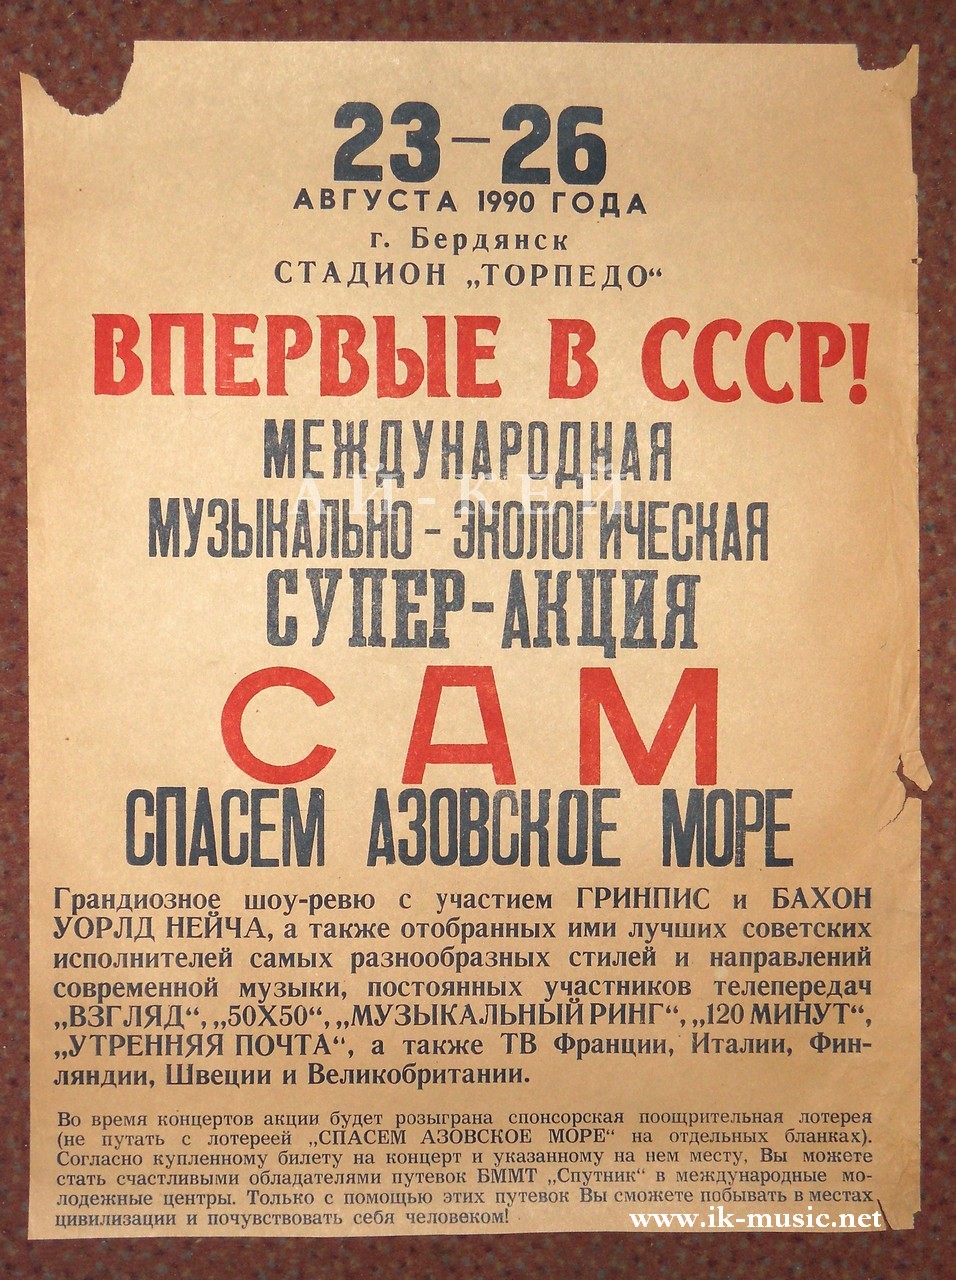 23–26
АВГУСТА 1990 ГОДА
г. Бердянск
СТАДИОН „ТОРПЕДО“
ВПЕРВЫЕ В СССР!
МЕЖДУНАРОДНАЯ
АЙ-КЕЙ
МУЗЫКАЛЬНО-ЭКОЛОГИЧЕСКАЯ
СУПЕР-АКЦИЯ
САМ
СПАСЕМ АЗОВСКОЕ МОРЕ
Грандиозное шоу-ревю с участием ГРИНПИС и БАХОН
УОРЛД НЕЙЧА, а также отобранных ими лучших советских
исполнителей самых разнообразных стилей и направлений
современной музыки, постоянных участников телепередач
„ВЗГЛЯД“, „50Х50“, „МУЗЫКАЛЬНЫЙ РИНГ“, „120 МИНУТ“,
„УТРЕННЯЯ ПОЧТА“, а также ТВ Франции, Италии, Фин-
ляндии, Швеции и Великобритании.
Во время концертов акции будет розыграна спонсорская поощрительная лотерея
(не путать с лотереей „СПАСЕМ АЗОВСКОЕ МОРЕ“ на отдельных бланках).
Согласно купленному билету на концерт и указанному на нем месту, Вы можете
стать счастливыми обладателями путевок БММТ „Спутник“ в международные мо-
лодежные центры. Только с помощью этих путевок Вы сможете побывать в местах
цивилизации и почувствовать себя человеком!
www.ik-music.net